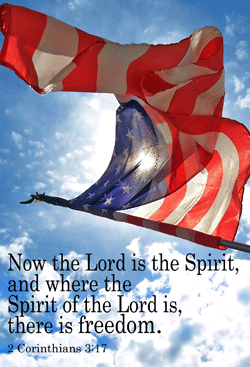 Now the Lord is the Spirit,
and where the
Spirit of the Lord is,
there is freedom.
2 Corinthians 3:17